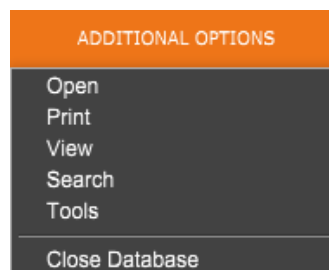 ADDITIONAL OPTIONS
Open
Print
View
Search
Tools
Close Database